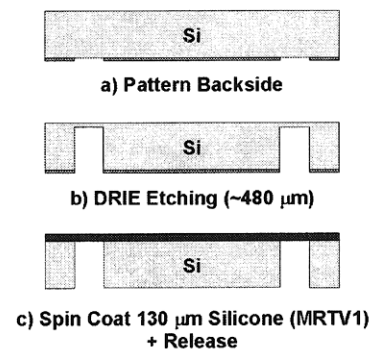 Si
a) Pattern Backside
Si
b) DRIE Etching (~480 µm)
Si
c) Spin Coat 130 µm Silicone (MRTV1)
+ Release